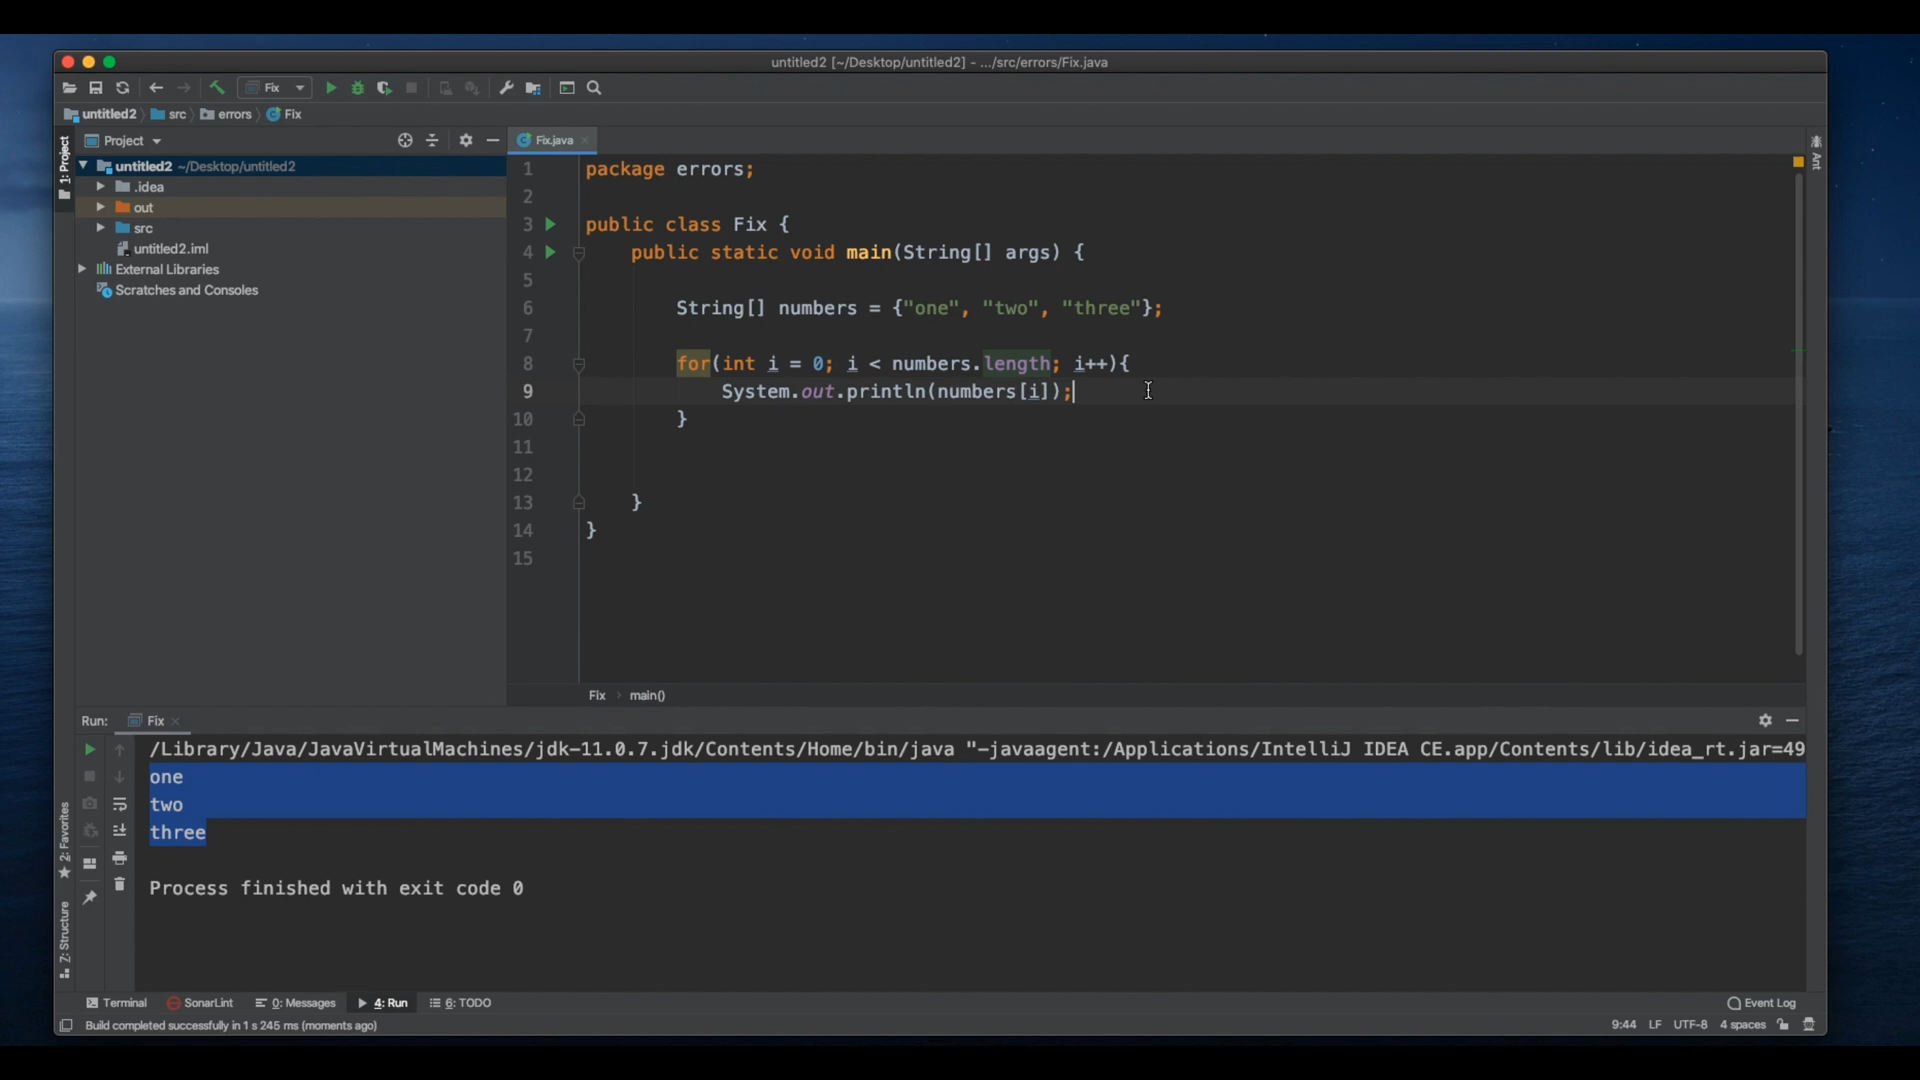 untitled2 [~/Desktop/untitled2] - .../src/errors/Fix.java
Fix
untitled2 src errors Fix
1: Project
Project
untitled2 ~/Desktop/untitled2
.idea
out
src
untitled2.iml
External Libraries
Scratches and Consoles
Fix.java
Ant
1 package errors;
2
3 public class Fix {
4 public static void main(String[] args) {
5
6 String[] numbers = {"one", "two", "three"};
7
8 for(int i = 0; i < numbers.length; i++){
9 System.out.println(numbers[i]);
10 }
11
12
13 }
14 }
15
Fix › main()
Run: Fix
/Library/Java/JavaVirtualMachines/jdk-11.0.7.jdk/Contents/Home/bin/java "-javaagent:/Applications/IntelliJ IDEA CE.app/Contents/lib/idea_rt.jar=49
one
two
three
Process finished with exit code 0
2: Favorites
Z: Structure
Terminal SonarLint 0: Messages 4: Run 6: TODO Event Log
Build completed successfully in 1 s 245 ms (moments ago) 9:44 LF UTF-8 4 spaces